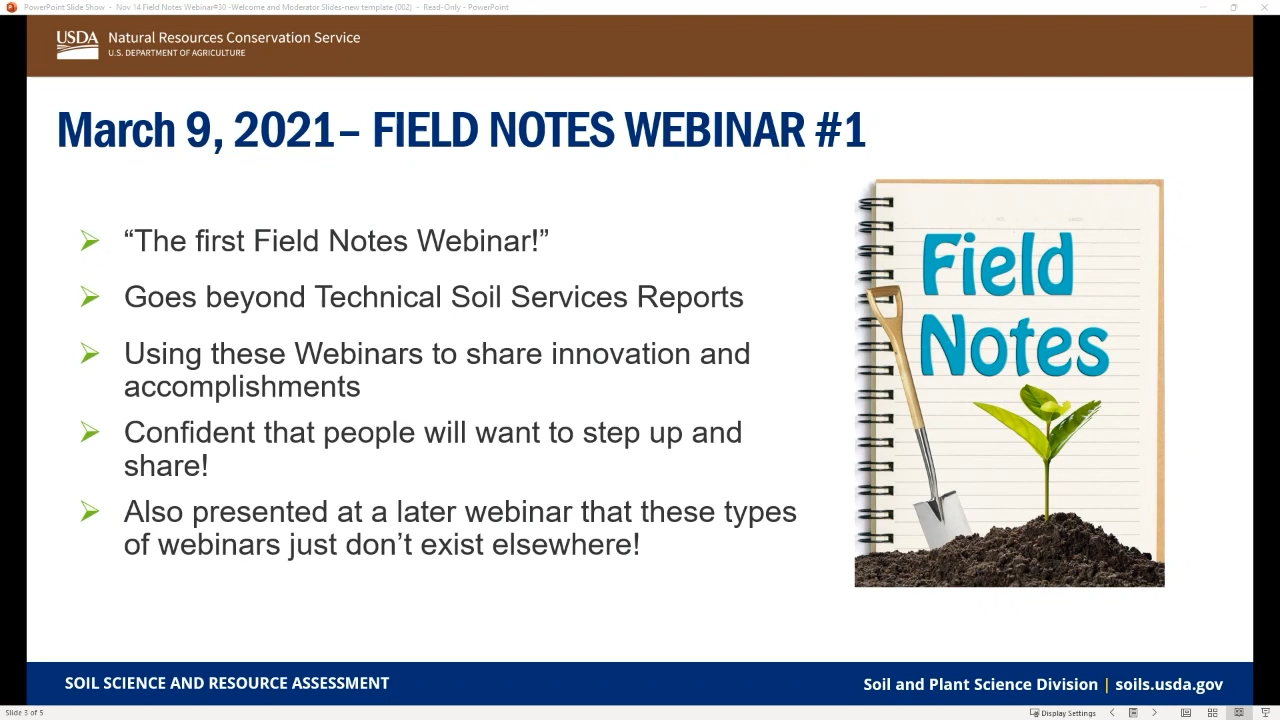 PowerPoint Slide Show - Nov 14 Field Notes Webinar#30 -Welcome and Moderator Slides-new template (002) - Read-Only - PowerPoint
USDA Natural Resources Conservation Service
U.S. DEPARTMENT OF AGRICULTURE
March 9, 2021– FIELD NOTES WEBINAR #1
“The first Field Notes Webinar!”
Goes beyond Technical Soil Services Reports
Using these Webinars to share innovation and
accomplishments
Confident that people will want to step up and
share!
Also presented at a later webinar that these types
of webinars just don’t exist elsewhere!
Field
Notes
SOIL SCIENCE AND RESOURCE ASSESSMENT
Soil and Plant Science Division | soils.usda.gov
Slide 3 of 5
Display Settings